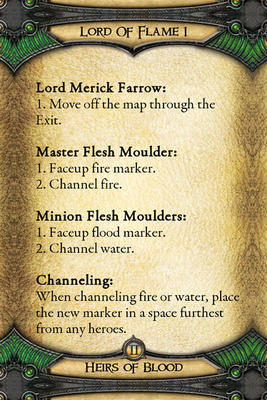 Lord Of Flame I
Lord Merick Farrow:
1. Move off the map through the
Exit.
Master Flesh Moulder:
1. Faceup fire marker.
2. Channel fire.
Minion Flesh Moulders:
1. Faceup flood marker.
2. Channel water.
Channeling:
When channeling fire or water, place
the new marker in a space furthest
from any heroes.
II
Heirs of Blood